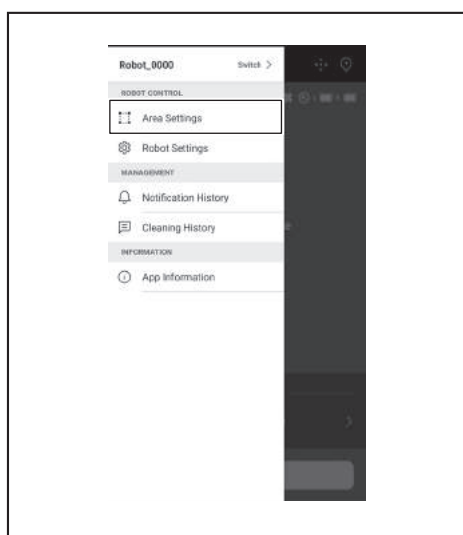 Robot_0000 Switch >
ROBOT CONTROL
Area Settings
Robot Settings
MANAGEMENT
Notification History
Cleaning History
INFORMATION
App Information